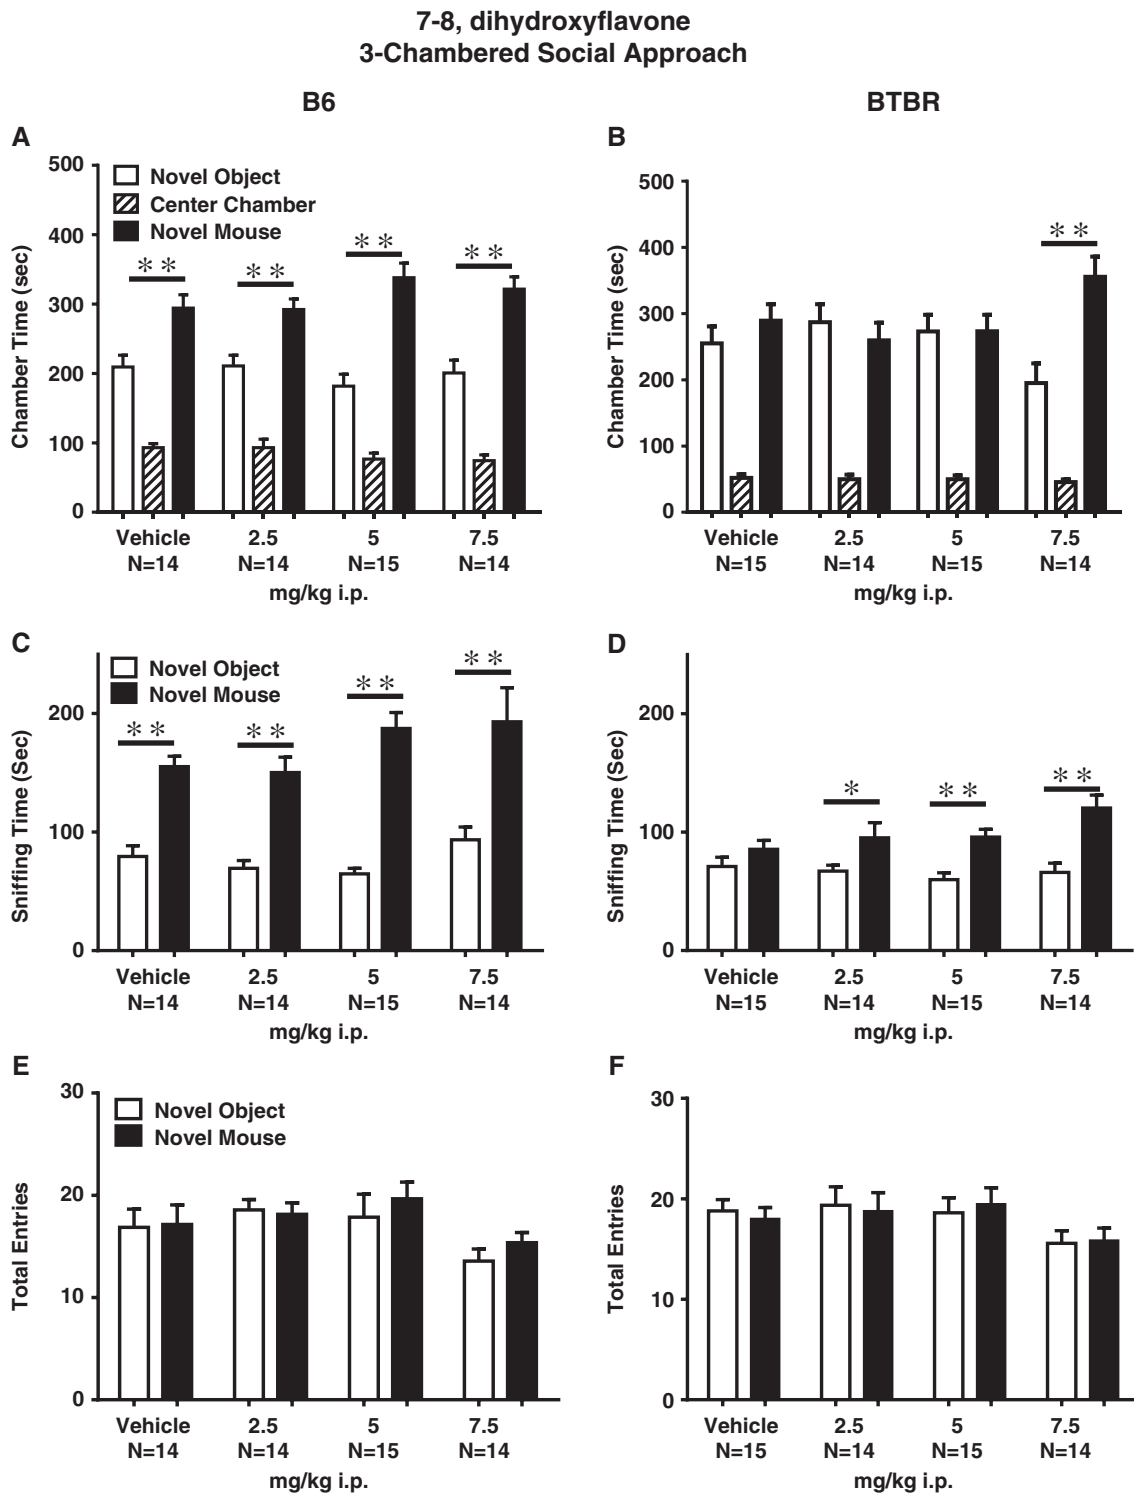 7-8, dihydroxyflavone
3-Chambered Social Approach
B6
BTBR
A
500
400
300
200
100
0
Chamber Time (sec)
Novel Object
Center Chamber
Novel Mouse
**
**
**
**
Vehicle 2.5 5 7.5
N=14 N=14 N=15 N=14
mg/kg i.p.
B
500
400
300
200
100
0
Chamber Time (sec)
**
Vehicle 2.5 5 7.5
N=15 N=14 N=15 N=14
mg/kg i.p.
C
200
100
0
Sniffing Time (Sec)
Novel Object
Novel Mouse
**
**
**
**
Vehicle 2.5 5 7.5
N=14 N=14 N=15 N=14
mg/kg i.p.
D
200
100
0
Sniffing Time (Sec)
*
**
**
Vehicle 2.5 5 7.5
N=15 N=14 N=15 N=14
mg/kg i.p.
E
30
20
10
0
Total Entries
Novel Object
Novel Mouse
Vehicle 2.5 5 7.5
N=14 N=14 N=15 N=14
mg/kg i.p.
F
30
20
10
0
Total Entries
Vehicle 2.5 5 7.5
N=15 N=14 N=15 N=14
mg/kg i.p.